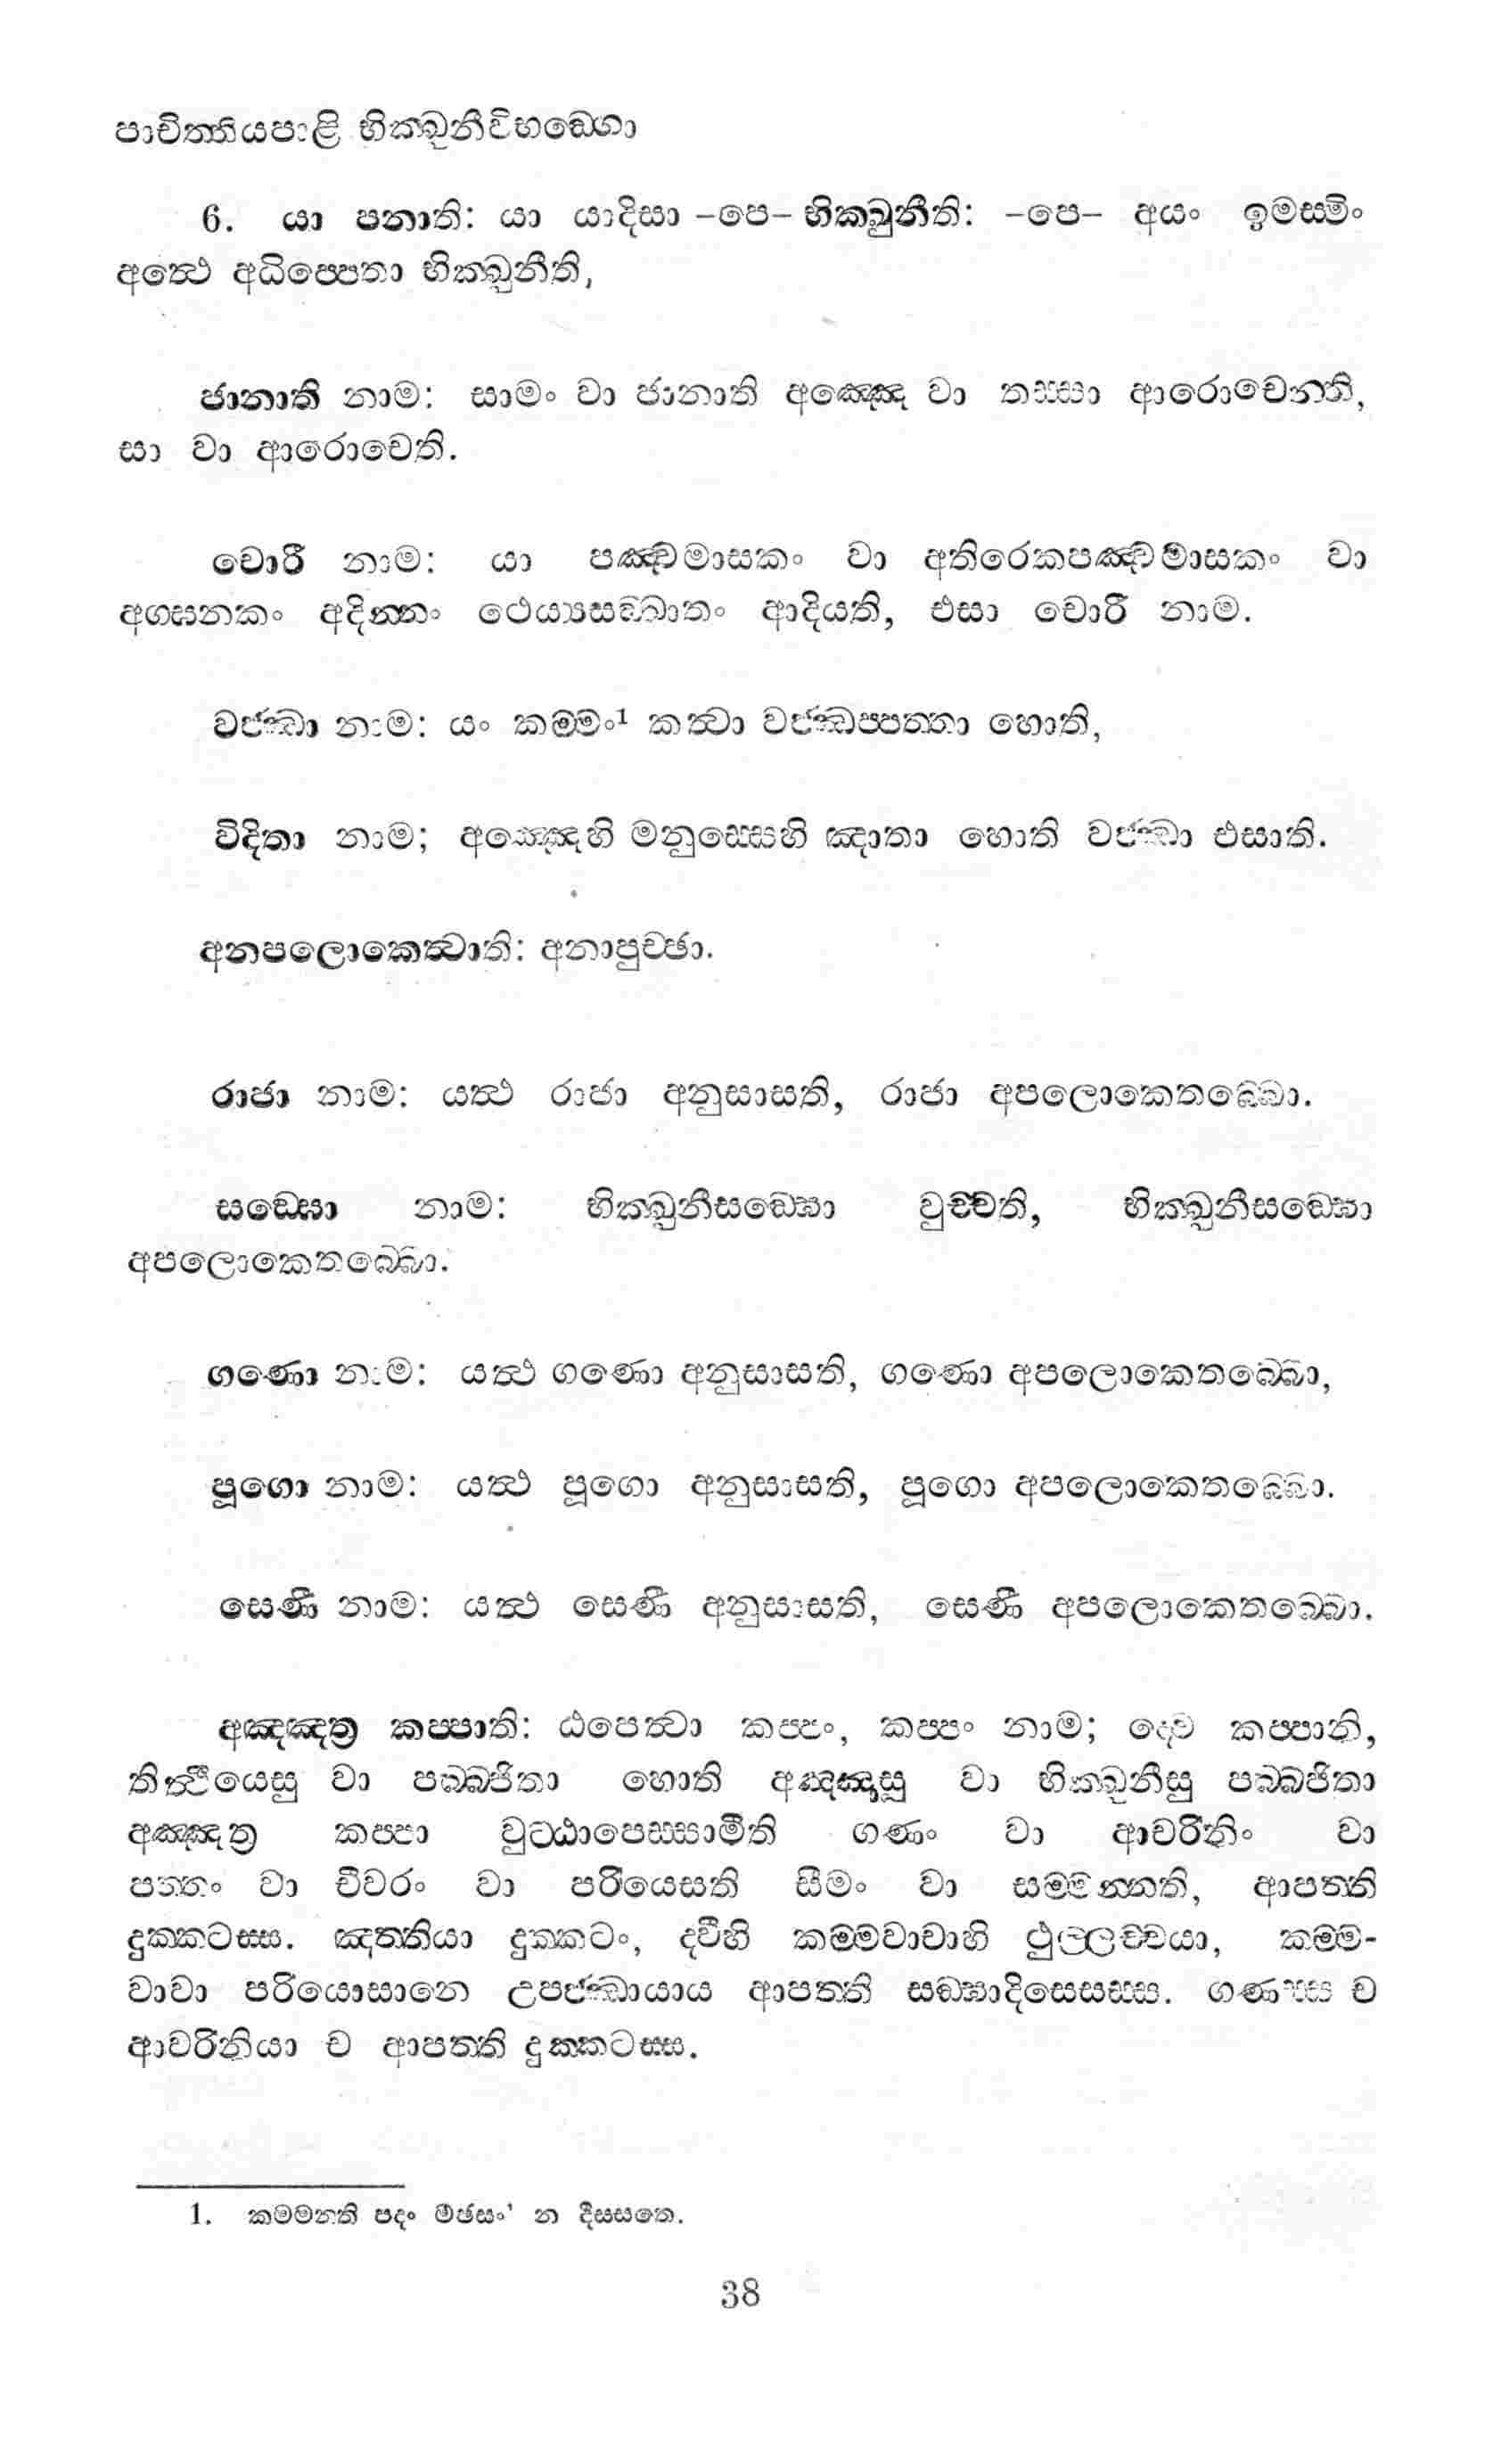 පාචිත්තියපාළි භික්ඛුනීවිභඞ්ගො
6. යා පනාති: යා යාදිසා –පෙ– භික්ඛුනීති: –පෙ– අයං ඉමස්මිං
අත්ථෙ අධිප්පෙතා භික්ඛුනීති,
ජානාති නාම: සාමං වා ජානාති අඤ්ඤෙ වා තස්සා ආරොචෙන්ති,
සා වා ආරොචෙති.
චොරී නාම: යා පඤ්චමාසකං වා අතිරෙකපඤ්චමාසකං වා
අග්ඝනකං අදින්නං ථෙය්‍යසඞ්ඛාතං ආදියති, එසා චොරී නාම.
වජ්ඣා නාම: යං කම්මං¹ කත්වා වජ්ඣප්පත්තා හොති,
විදිතා නාම; අඤ්ඤෙහි මනුස්සෙහි ඤාතා හොති වජ්ඣා එසාති.
අනපලොකෙත්වාති: අනාපුච්ඡා.
රාජා නාම: යත්ථ රාජා අනුසාසති, රාජා අපලොකෙතබ්බො.
සඞ්ඝො නාම: භික්ඛුනීසඞ්ඝො වුච්චති, භික්ඛුනීසඞ්ඝො
අපලොකෙතබ්බො.
ගණො නාම: යත්ථ ගණො අනුසාසති, ගණො අපලොකෙතබ්බො,
පූගො නාම: යත්ථ පූගො අනුසාසති, පූගො අපලොකෙතබ්බො.
සෙණී නාම: යත්ථ සෙණී අනුසාසති, සෙණී අපලොකෙතබ්බො.
අඤ්ඤත්‍ර කප්පාති: ඨපෙත්වා කප්පං, කප්පං නාම; ද්වෙ කප්පානි,
තිත්ථියෙසු වා පබ්බජිතා හොති අඤ්ඤාසු වා භික්ඛුනීසු පබ්බජිතා
අඤ්ඤත්‍ර කප්පා වුට්ඨාපෙස්සාමීති ගණං වා ආචරිනිං වා
පත්තං වා චීවරං වා පරියෙසති සීමං වා සම්මන්නති, ආපත්ති
දුක්කටස්ස. ඤත්තියා දුක්කටං, ද්වීහි කම්මවාචාහි ථුල්ලච්චයා, කම්ම-
වාචා පරියොසානෙ උපජ්ඣායාය ආපත්ති සඞ්ඝාදිසෙසස්ස. ගණස්ස ච
ආචරිනියා ච ආපත්ති දුක්කටස්ස.
1. කම්මන්ති පදං මඡසං' න දිස්සතෙ.
38